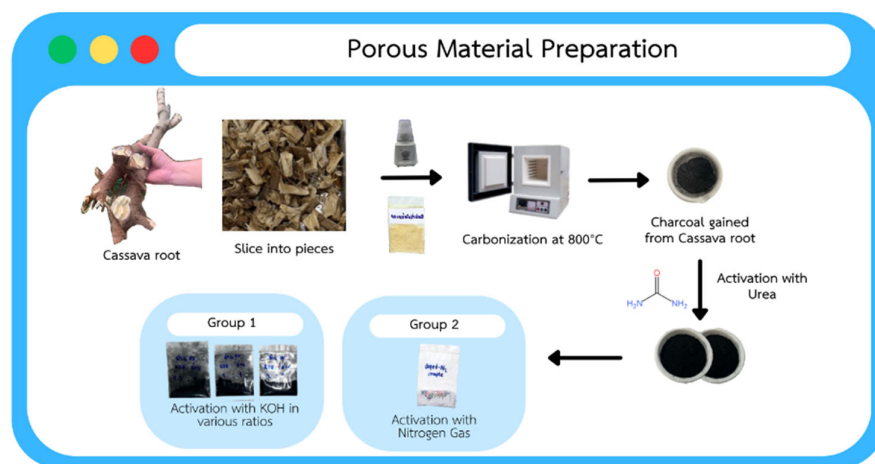 Porous Material Preparation
Cassava root
Slice into pieces
Carbonization at 800°C
Charcoal gained
from Cassava root
Activation with
Urea
O
H₂N
NH₂
Group 1
Activation with KOH in
various ratios
Group 2
Activation with
Nitrogen Gas